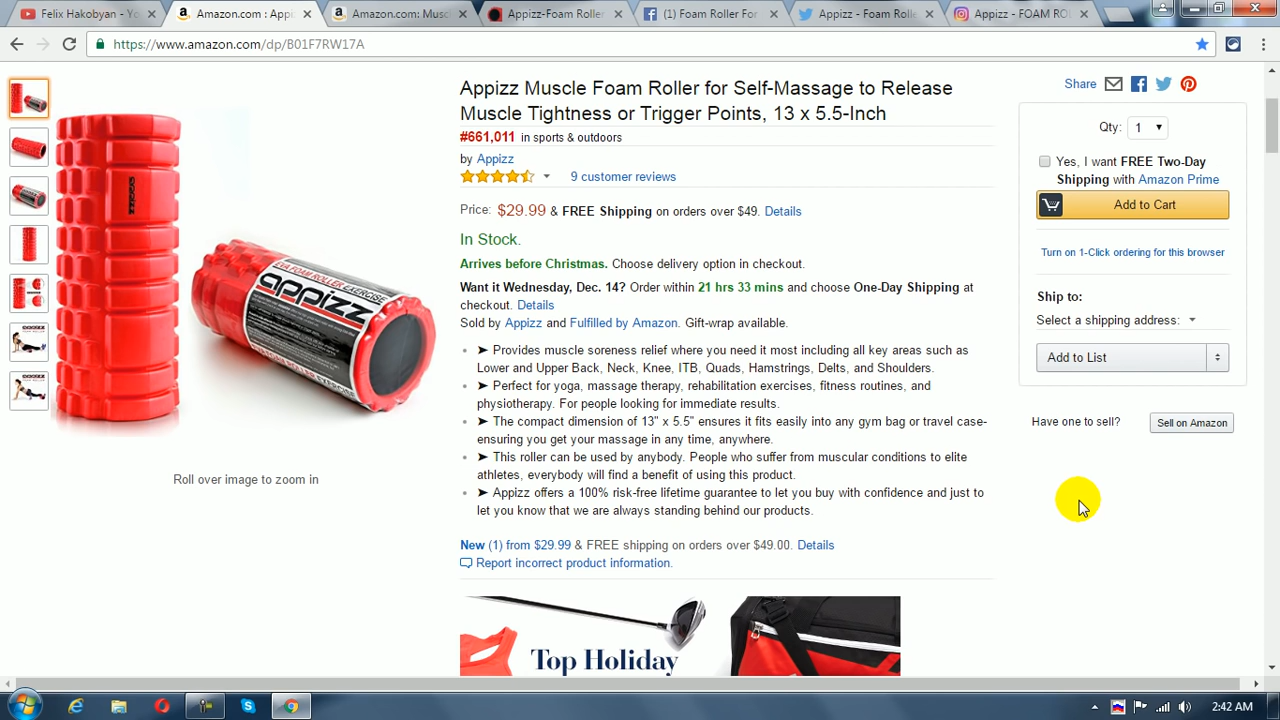 Felix Hakobyan - Yo
Amazon.com : App
Amazon.com: Musc
Appizz-Foam Roller
(1) Foam Roller For
Appizz - Foam Rolle
Appizz - FOAM ROL
https://www.amazon.com/dp/B01F7RW17A
Appizz Muscle Foam Roller for Self-Massage to Release
Muscle Tightness or Trigger Points, 13 x 5.5-Inch
#661,011 in sports & outdoors
by Appizz
9 customer reviews
Price: $29.99 & FREE Shipping on orders over $49. Details
In Stock.
Arrives before Christmas. Choose delivery option in checkout.
Want it Wednesday, Dec. 14? Order within 21 hrs 33 mins and choose One-Day Shipping at
checkout. Details
Sold by Appizz and Fulfilled by Amazon. Gift-wrap available.
➤ Provides muscle soreness relief where you need it most including all key areas such as
Lower and Upper Back, Neck, Knee, ITB, Quads, Hamstrings, Delts, and Shoulders.
➤ Perfect for yoga, massage therapy, rehabilitation exercises, fitness routines, and
physiotherapy. For people looking for immediate results.
➤ The compact dimension of 13" x 5.5" ensures it fits easily into any gym bag or travel case-
ensuring you get your massage in any time, anywhere.
➤ This roller can be used by anybody. People who suffer from muscular conditions to elite
athletes, everybody will find a benefit of using this product.
➤ Appizz offers a 100% risk-free lifetime guarantee to let you buy with confidence and just to
let you know that we are always standing behind our products.
New (1) from $29.99 & FREE shipping on orders over $49.00. Details
Report incorrect product information.
Top Holiday
EVA FOAM ROLLER EXERCISE
appizz
Roll over image to zoom in
Share
Qty: 1
Yes, I want FREE Two-Day
Shipping with Amazon Prime
Add to Cart
Turn on 1-Click ordering for this browser
Ship to:
Select a shipping address:
Add to List
Have one to sell?
Sell on Amazon
2:42 AM